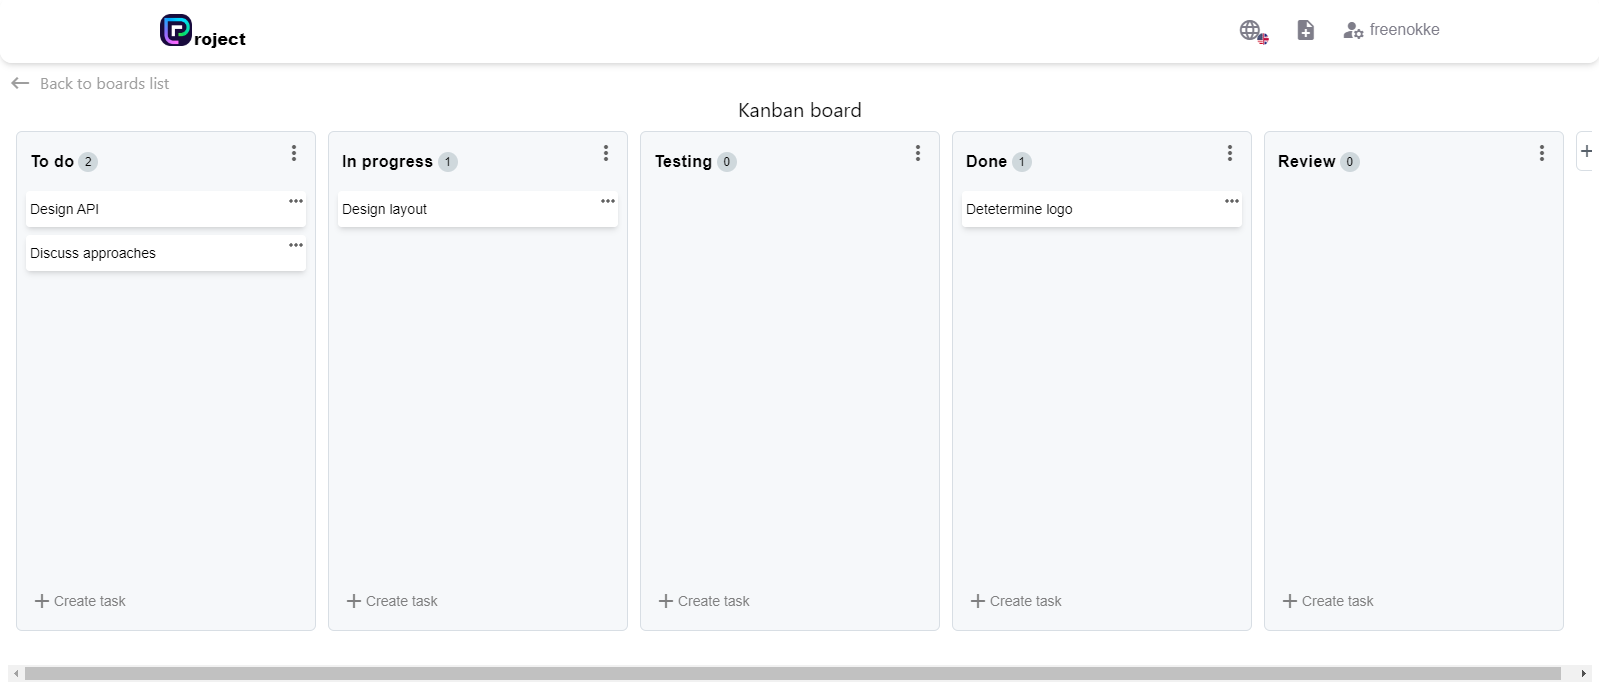 Project
freenokke
Back to boards list
Kanban board
To do 2
Design API
Discuss approaches
Create task
In progress 1
Design layout
Create task
Testing 0
Create task
Done 1
Detetermine logo
Create task
Review 0
Create task